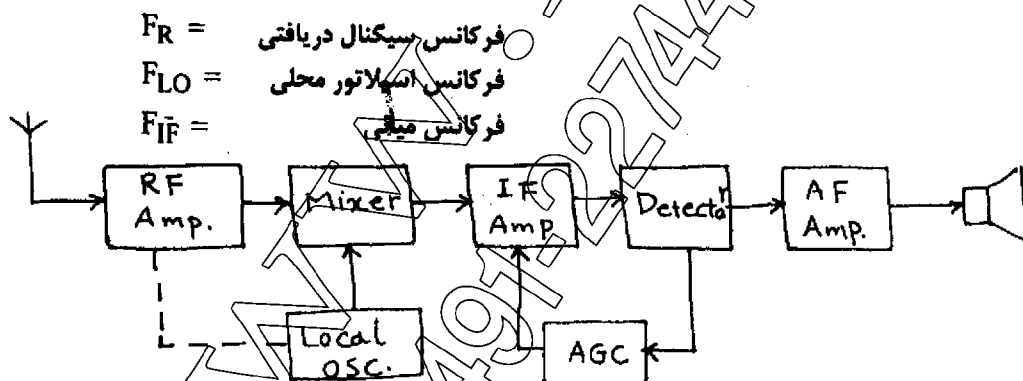 F_R = فرکانس سیگنال دریافتی
F_LO = فرکانس اسیلاتور محلی
F_IF = فرکانس میانی
RF Amp.
Mixer
IF Amp
Detector
AF Amp.
Local OSC.
AGC